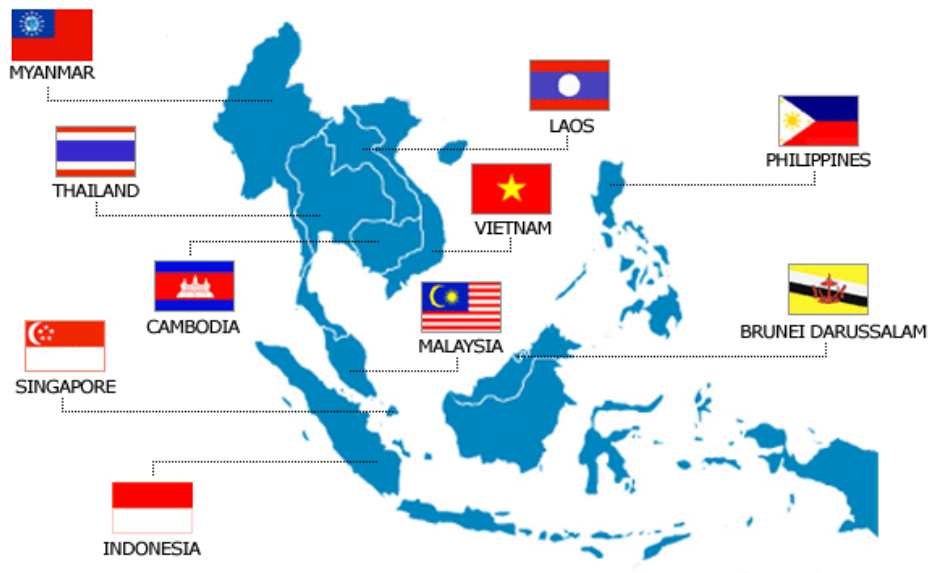 MYANMAR
LAOS
PHILIPPINES
THAILAND
VIETNAM
CAMBODIA
BRUNEI DARUSSALAM
MALAYSIA
SINGAPORE
INDONESIA